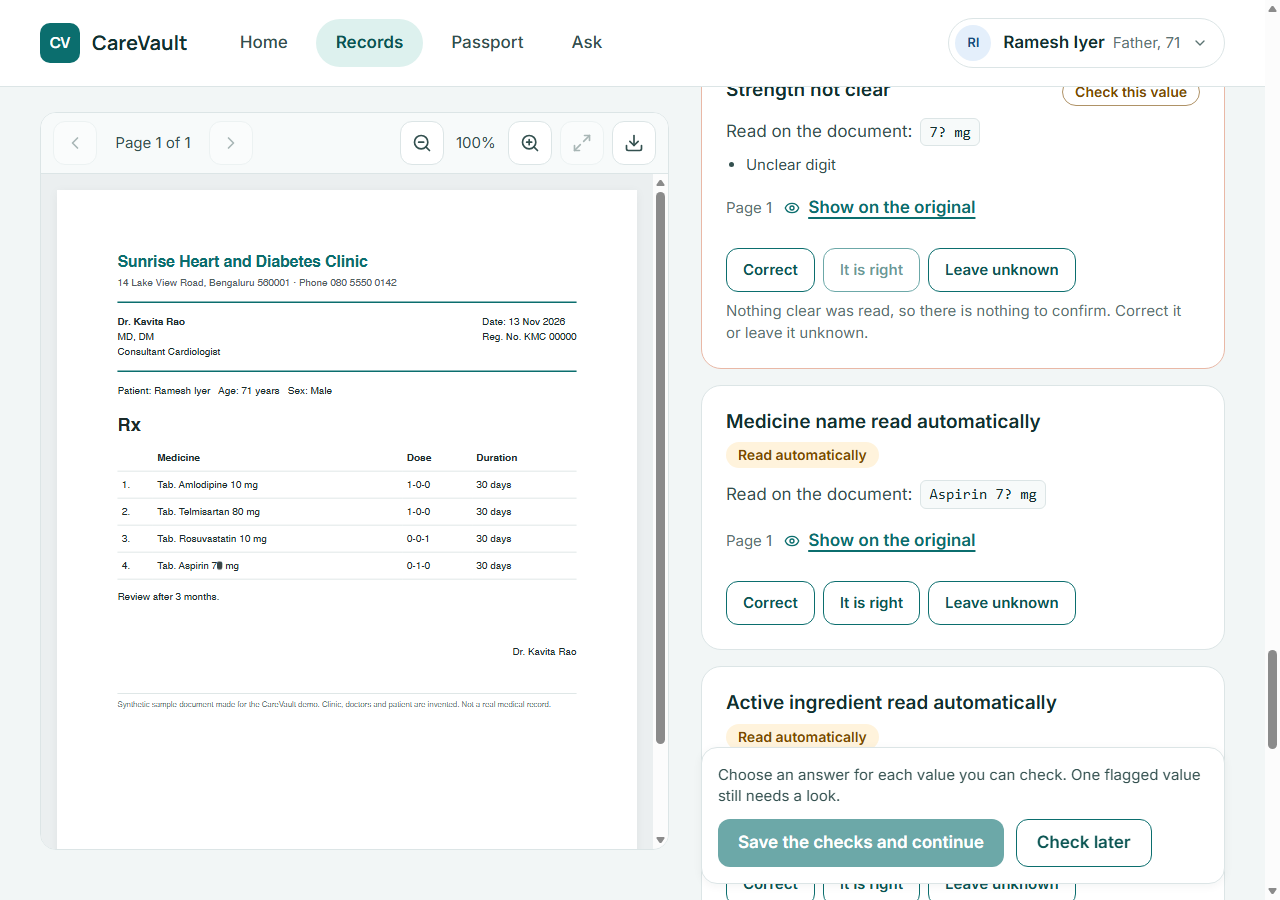 CV CareVault Home Records Passport Ask RI Ramesh Iyer Father, 71
Page 1 of 1 100%
Sunrise Heart and Diabetes Clinic
14 Lake View Road, Bengaluru 560001 · Phone 080 5550 0142
Dr. Kavita Rao Date: 13 Nov 2026
MD, DM Reg. No. KMC 00000
Consultant Cardiologist
Patient: Ramesh Iyer Age: 71 years Sex: Male
Rx
Medicine Dose Duration
1. Tab. Amlodipine 10 mg 1-0-0 30 days
2. Tab. Telmisartan 80 mg 1-0-0 30 days
3. Tab. Rosuvastatin 10 mg 0-0-1 30 days
4. Tab. Aspirin 7 mg 0-1-0 30 days
Review after 3 months.
Dr. Kavita Rao
Synthetic sample document made for the CareVault demo. Clinic, doctors and patient are invented. Not a real medical record.
Strength not clear Check this value
Read on the document: 7? mg
• Unclear digit
Page 1 Show on the original
Correct It is right Leave unknown
Nothing clear was read, so there is nothing to confirm. Correct it
or leave it unknown.
Medicine name read automatically
Read automatically
Read on the document: Aspirin 7? mg
Page 1 Show on the original
Correct It is right Leave unknown
Active ingredient read automatically
Read automatically
Choose an answer for each value you can check. One flagged value
still needs a look.
Save the checks and continue Check later
Correct It is right Leave unknown